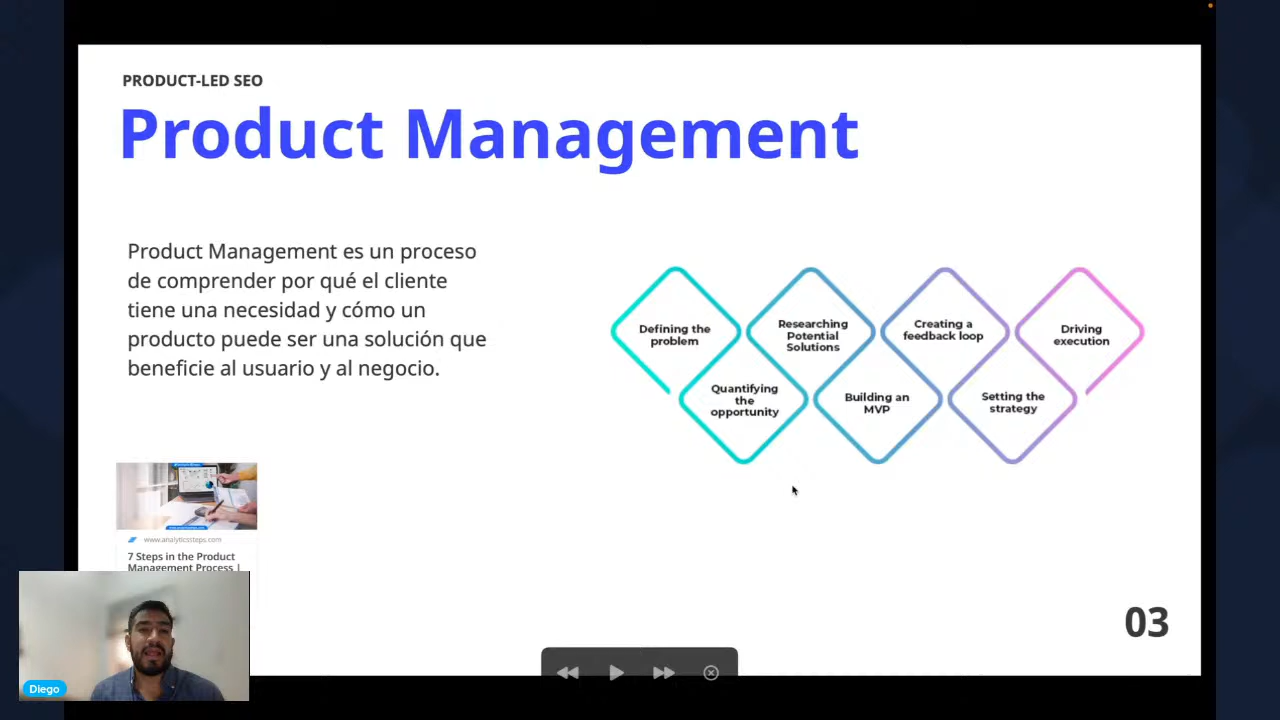 PRODUCT-LED SEO
Product Management
Product Management es un proceso
de comprender por qué el cliente
tiene una necesidad y cómo un
producto puede ser una solución que
beneficie al usuario y al negocio.
Defining the
problem
Quantifying
the
opportunity
Researching
Potential
Solutions
Building an
MVP
Creating a
feedback loop
Setting the
strategy
Driving
execution
www.analyticssteps.com
7 Steps in the Product
Management Process |
Diego
03